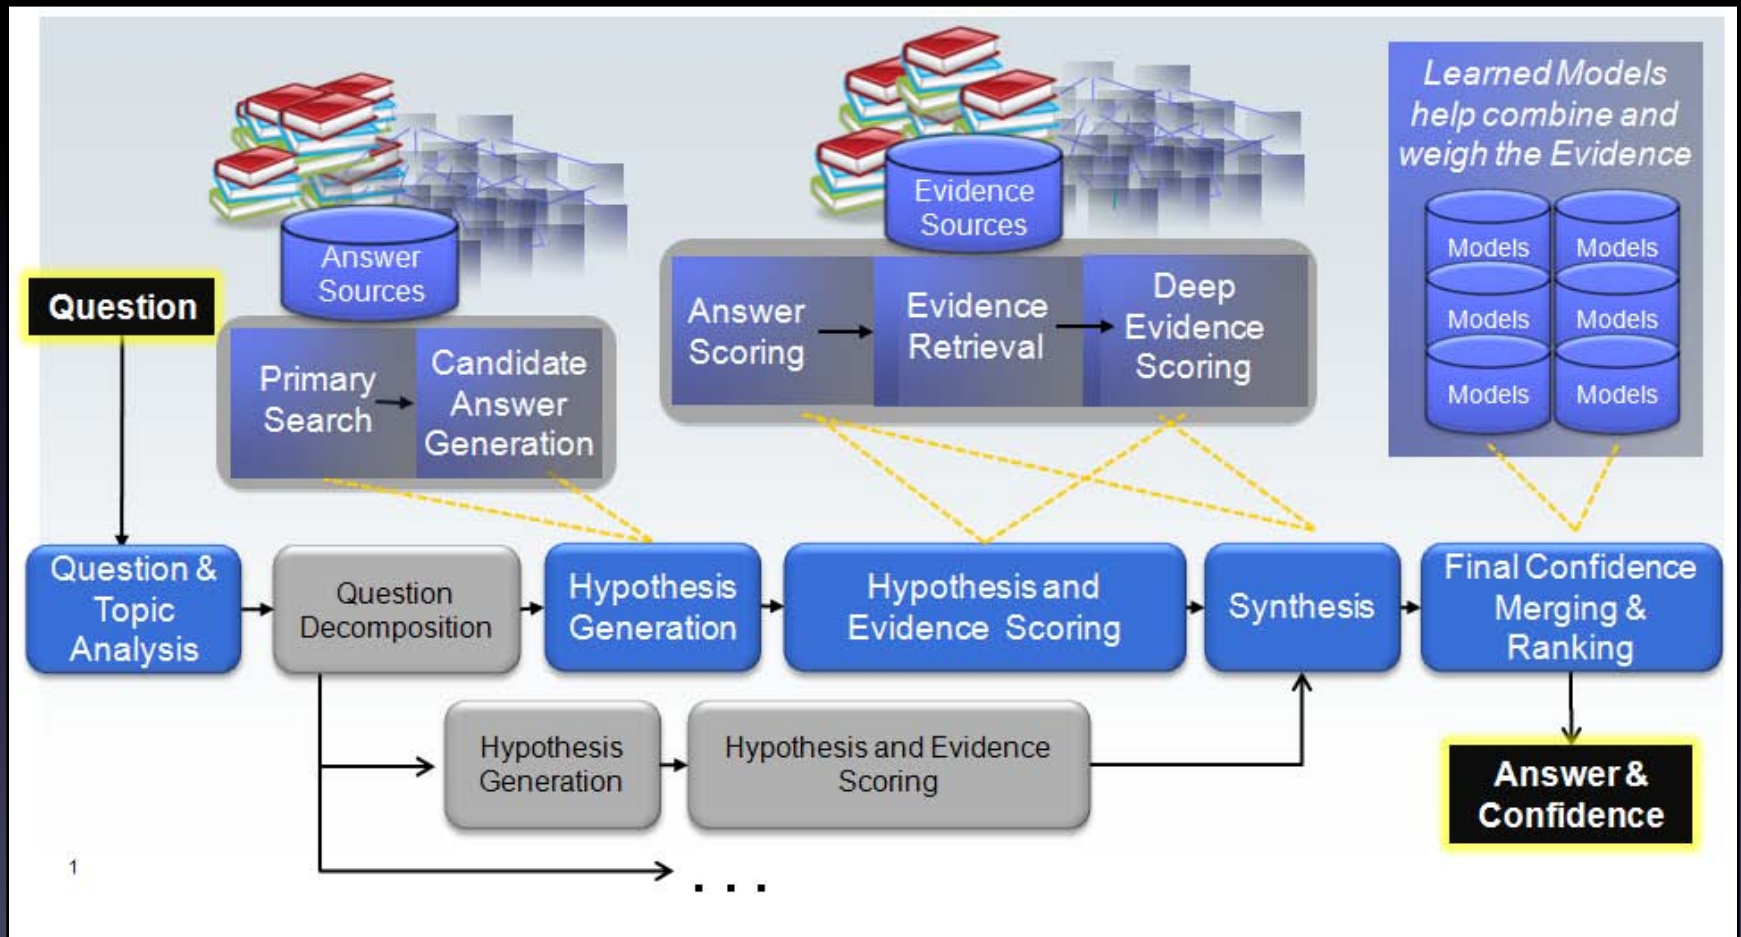 Learned Models
help combine and
weigh the Evidence
Evidence
Sources
Models
Models
Answer
Sources
Question
Answer
Scoring
Evidence
Retrieval
Deep
Evidence
Scoring
Models
Models
Primary
Search
Candidate
Answer
Generation
Models
Models
Question &
Topic
Analysis
Question
Decomposition
Hypothesis
Generation
Hypothesis and
Evidence Scoring
Synthesis
Final Confidence
Merging &
Ranking
Hypothesis
Generation
Hypothesis and Evidence
Scoring
Answer &
Confidence
1
. . .